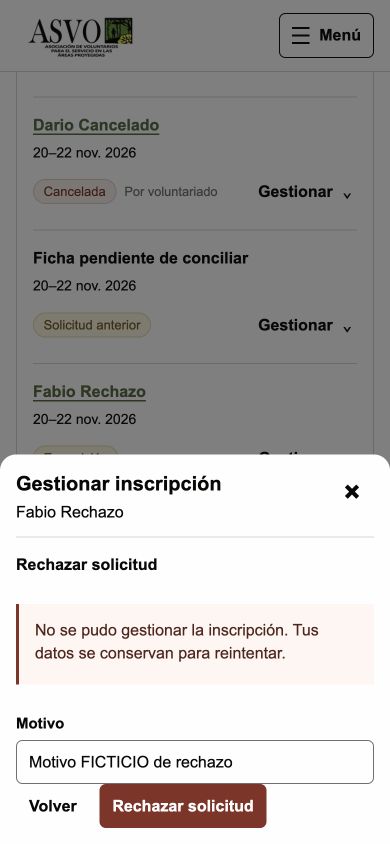 ASVO
ASOCIACIÓN DE VOLUNTARIOS
PARA EL SERVICIO EN LAS
ÁREAS PROTEGIDAS
Menú
Dario Cancelado
20–22 nov. 2026
Cancelada Por voluntariado Gestionar
Ficha pendiente de conciliar
20–22 nov. 2026
Solicitud anterior Gestionar
Fabio Rechazo
20–22 nov. 2026
Gestionar inscripción
Fabio Rechazo
Rechazar solicitud
No se pudo gestionar la inscripción. Tus
datos se conservan para reintentar.
Motivo
Motivo FICTICIO de rechazo
Volver Rechazar solicitud